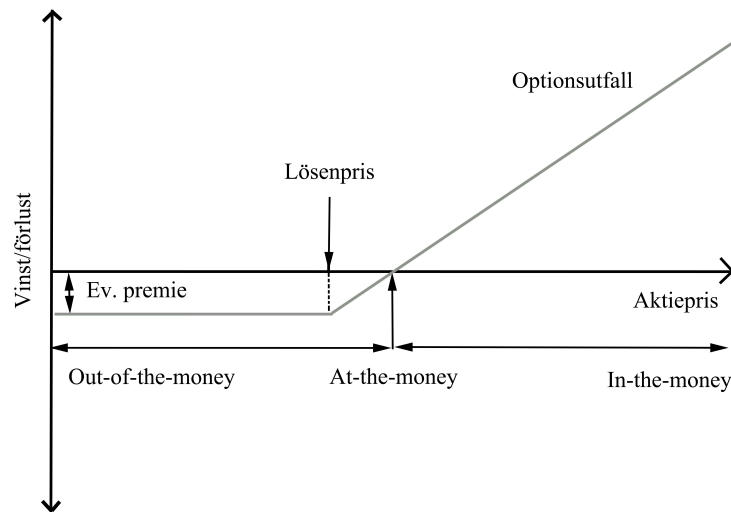 Optionsutfall
Lösenpris
Vinst/förlust
Ev. premie
Aktiepris
Out-of-the-money
At-the-money
In-the-money